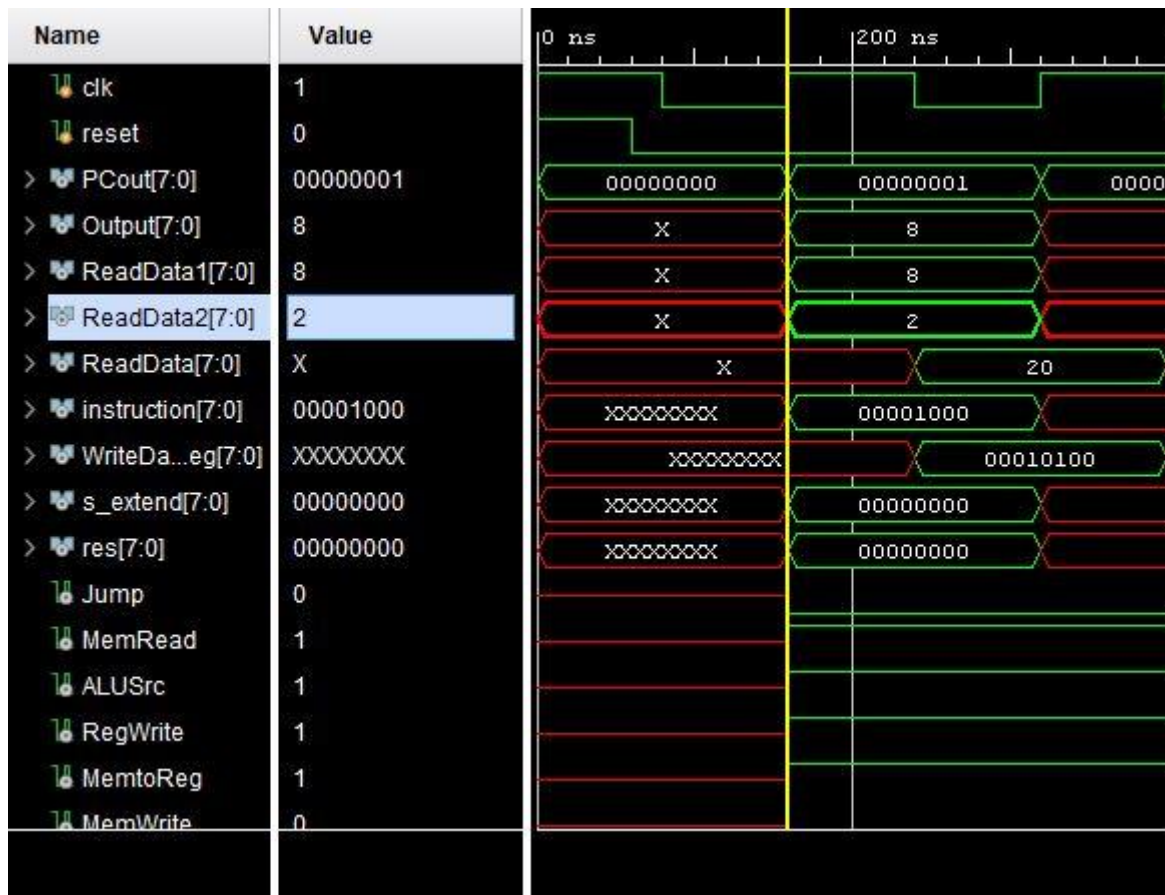 Name Value 0 ns 200 ns
clk 1
reset 0
> PCout[7:0] 00000001 00000000 00000001 0000
> Output[7:0] 8 X 8
> ReadData1[7:0] 8 X 8
> ReadData2[7:0] 2 X 2
> ReadData[7:0] X X 20
> instruction[7:0] 00001000 XXXXXXXX 00001000
> WriteDa...eg[7:0] XXXXXXXX XXXXXXXX 00010100
> s_extend[7:0] 00000000 XXXXXXXX 00000000
> res[7:0] 00000000 XXXXXXXX 00000000
Jump 0
MemRead 1
ALUSrc 1
RegWrite 1
MemtoReg 1
MemWrite 0